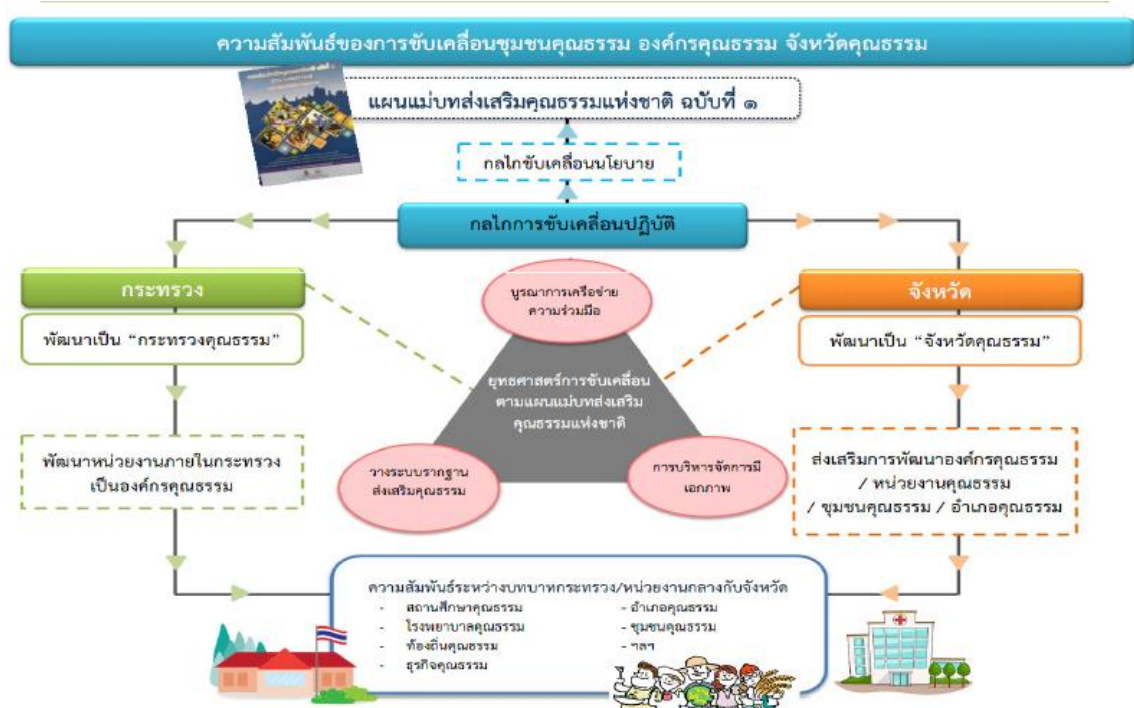 ความสัมพันธ์ของการขับเคลื่อนชุมชนคุณธรรม องค์กรคุณธรรม จังหวัดคุณธรรม
แผนแม่บทส่งเสริมคุณธรรมแห่งชาติ ฉบับที่ ๑
กลไกขับเคลื่อนนโยบาย
กลไกการขับเคลื่อนปฏิบัติ
กระทรวง
พัฒนาเป็น “กระทรวงคุณธรรม”
พัฒนาหน่วยงานภายในกระทรวง
เป็นองค์กรคุณธรรม
บูรณาการเครือข่าย
ความร่วมมือ
ยุทธศาสตร์การขับเคลื่อน
ตามแผนแม่บทส่งเสริม
คุณธรรมแห่งชาติ
วางระบบรากฐาน
ส่งเสริมคุณธรรม
การบริหารจัดการมี
เอกภาพ
จังหวัด
พัฒนาเป็น “จังหวัดคุณธรรม”
ส่งเสริมการพัฒนาองค์กรคุณธรรม
/ หน่วยงานคุณธรรม
/ ชุมชนคุณธรรม / อำเภอคุณธรรม
ความสัมพันธ์ระหว่างบทบาทกระทรวง/หน่วยงานกลางกับจังหวัด
- สถานศึกษาคุณธรรม
- โรงพยาบาลคุณธรรม
- ท้องถิ่นคุณธรรม
- ธุรกิจคุณธรรม
- อำเภอคุณธรรม
- ชุมชนคุณธรรม
- ฯลฯ